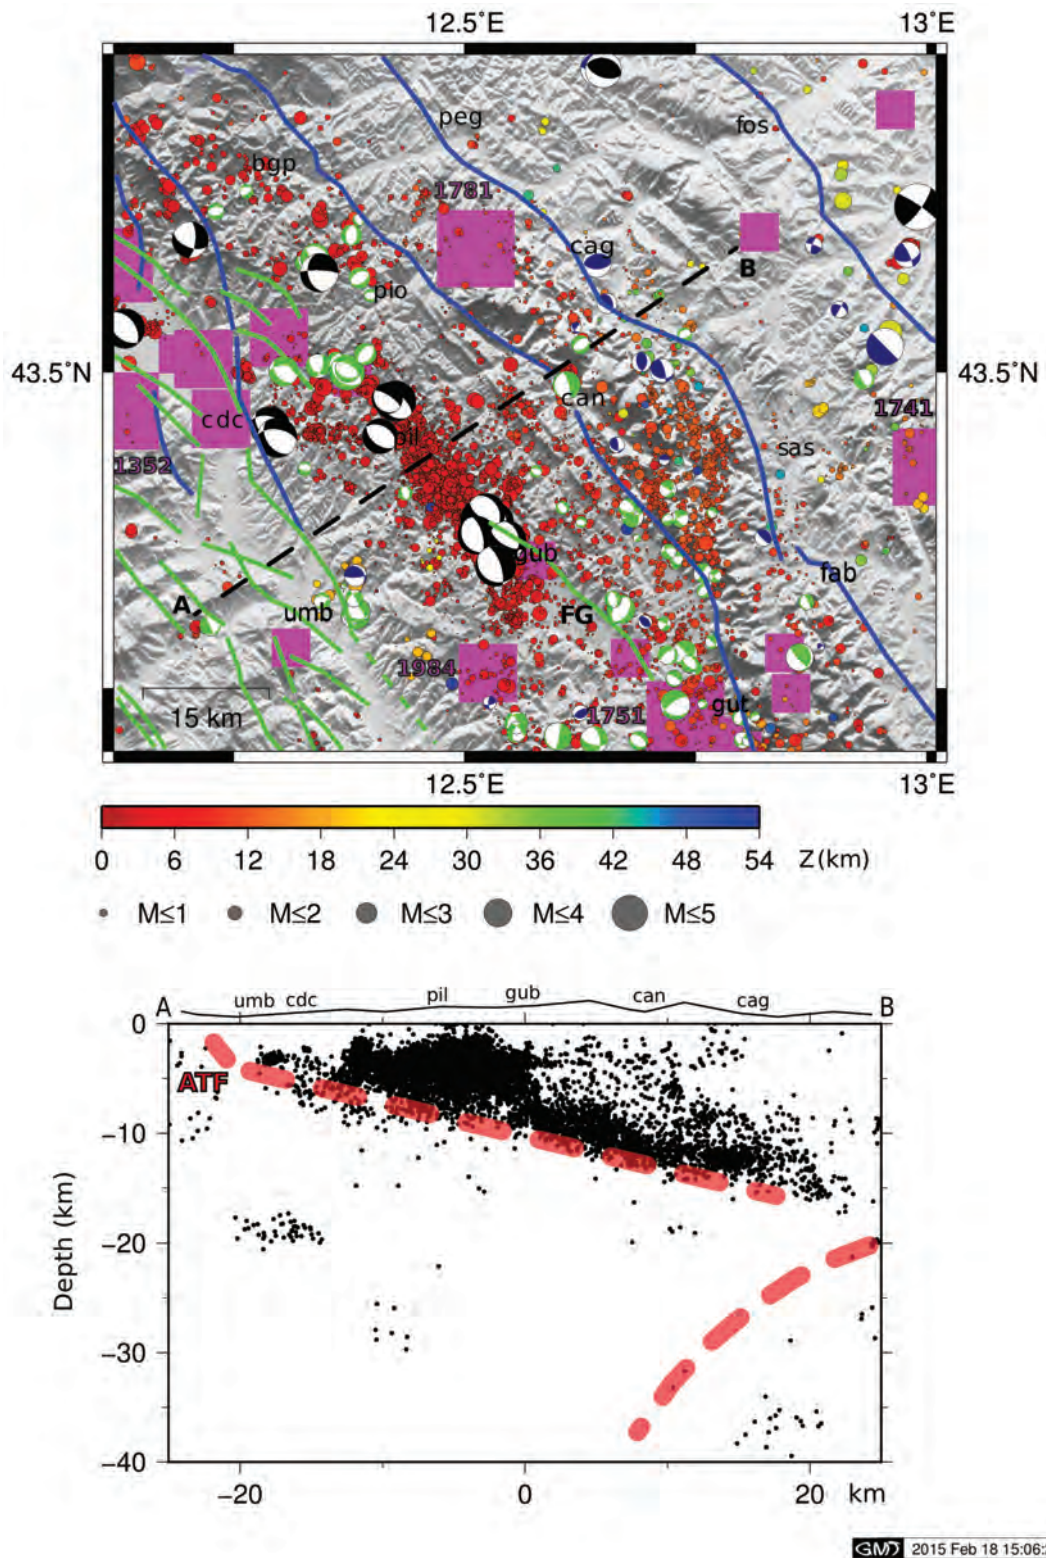 12.5˚E 13˚E
peg
fos
bgp
1781
cag
B
pio
43.5˚N 43.5˚N
can
1741
cdc
pil
sas
1352
gub
fab
A
umb
FG
1984
15 km
1751
gut
12.5˚E 13˚E
0 6 12 18 24 30 36 42 48 54 Z(km)
M≤1 M≤2 M≤3 M≤4 M≤5
A umb cdc pil gub can cag B
0
ATF
−10
−20
Depth (km)
−30
−40
−20 0 20 km
GMT 2015 Feb 18 15:06: